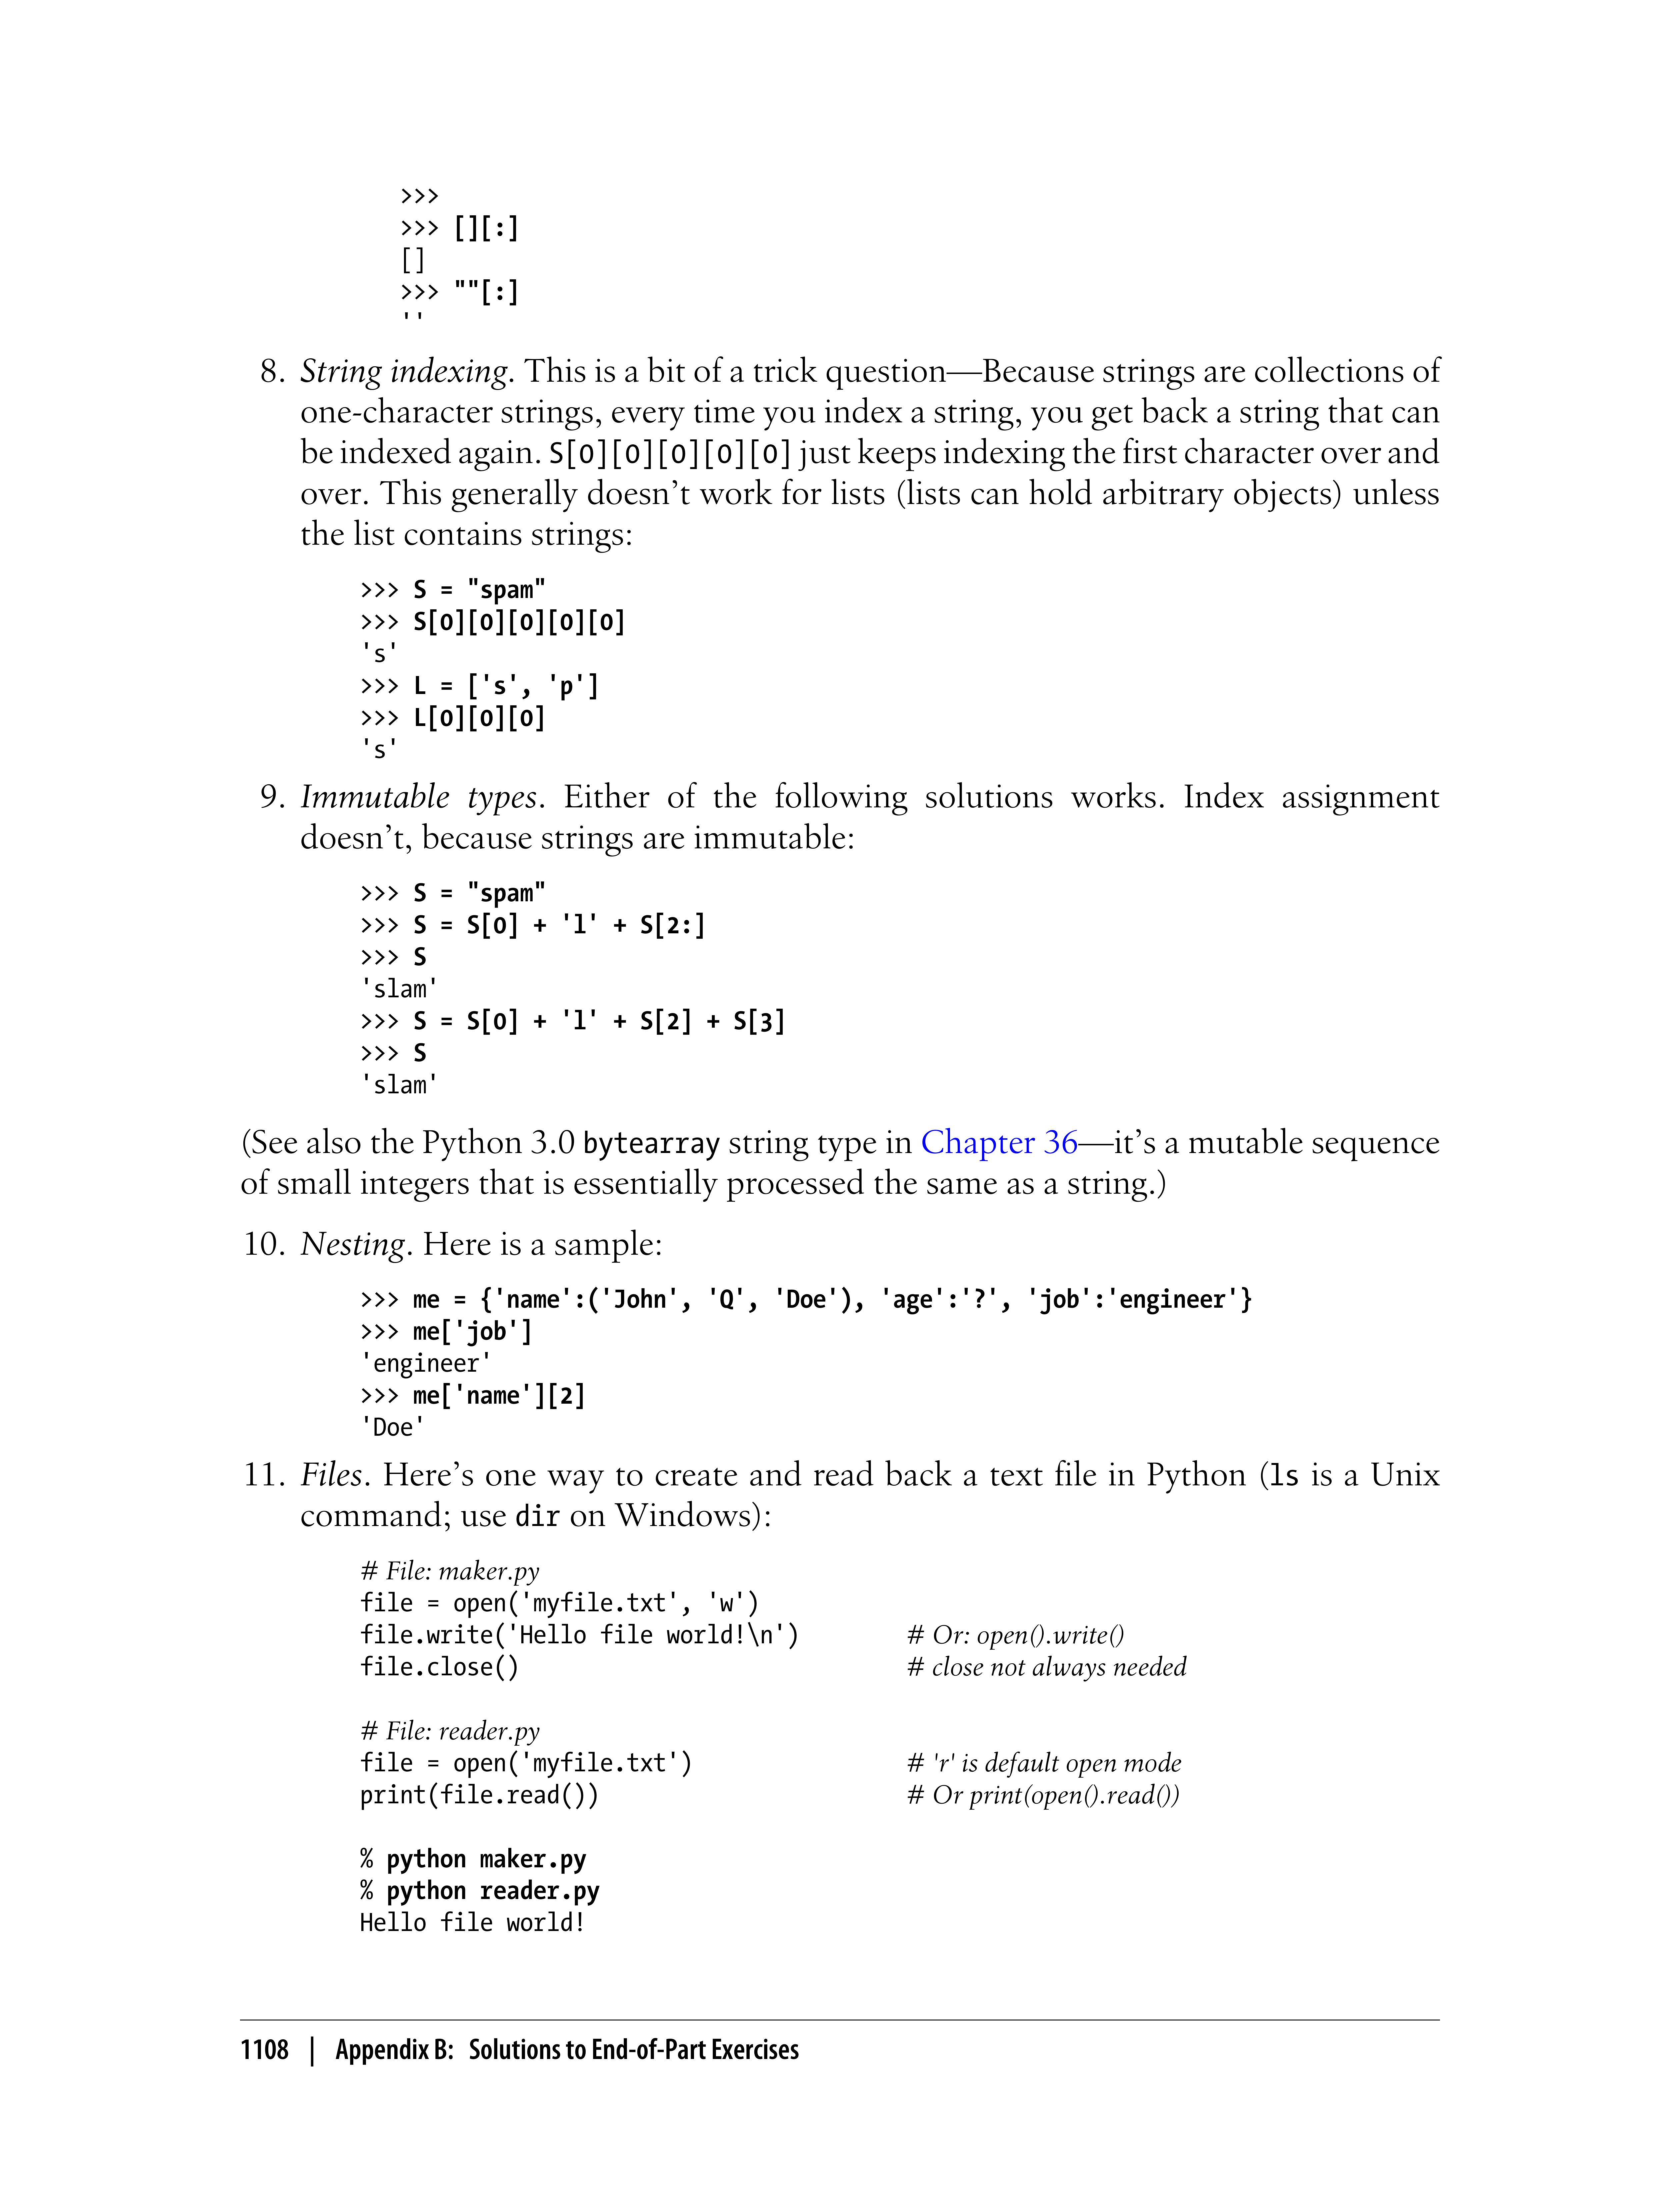 >>>
>>> [][:]
[]
>>> ""[:]
''
8. String indexing. This is a bit of a trick question—Because strings are collections of
one-character strings, every time you index a string, you get back a string that can
be indexed again. S[0][0][0][0][0] just keeps indexing the first character over and
over. This generally doesn’t work for lists (lists can hold arbitrary objects) unless
the list contains strings:
>>> S = "spam"
>>> S[0][0][0][0][0]
's'
>>> L = ['s', 'p']
>>> L[0][0][0]
's'
9. Immutable types. Either of the following solutions works. Index assignment
doesn’t, because strings are immutable:
>>> S = "spam"
>>> S = S[0] + 'l' + S[2:]
>>> S
'slam'
>>> S = S[0] + 'l' + S[2] + S[3]
>>> S
'slam'
(See also the Python 3.0 bytearray string type in Chapter 36—it’s a mutable sequence
of small integers that is essentially processed the same as a string.)
10. Nesting. Here is a sample:
>>> me = {'name':('John', 'Q', 'Doe'), 'age':'?', 'job':'engineer'}
>>> me['job']
'engineer'
>>> me['name'][2]
'Doe'
11. Files. Here’s one way to create and read back a text file in Python (ls is a Unix
command; use dir on Windows):
# File: maker.py
file = open('myfile.txt', 'w')
file.write('Hello file world!\n') # Or: open().write()
file.close() # close not always needed
# File: reader.py
file = open('myfile.txt') # 'r' is default open mode
print(file.read()) # Or print(open().read())
% python maker.py
% python reader.py
Hello file world!
1108 | Appendix B: Solutions to End-of-Part Exercises